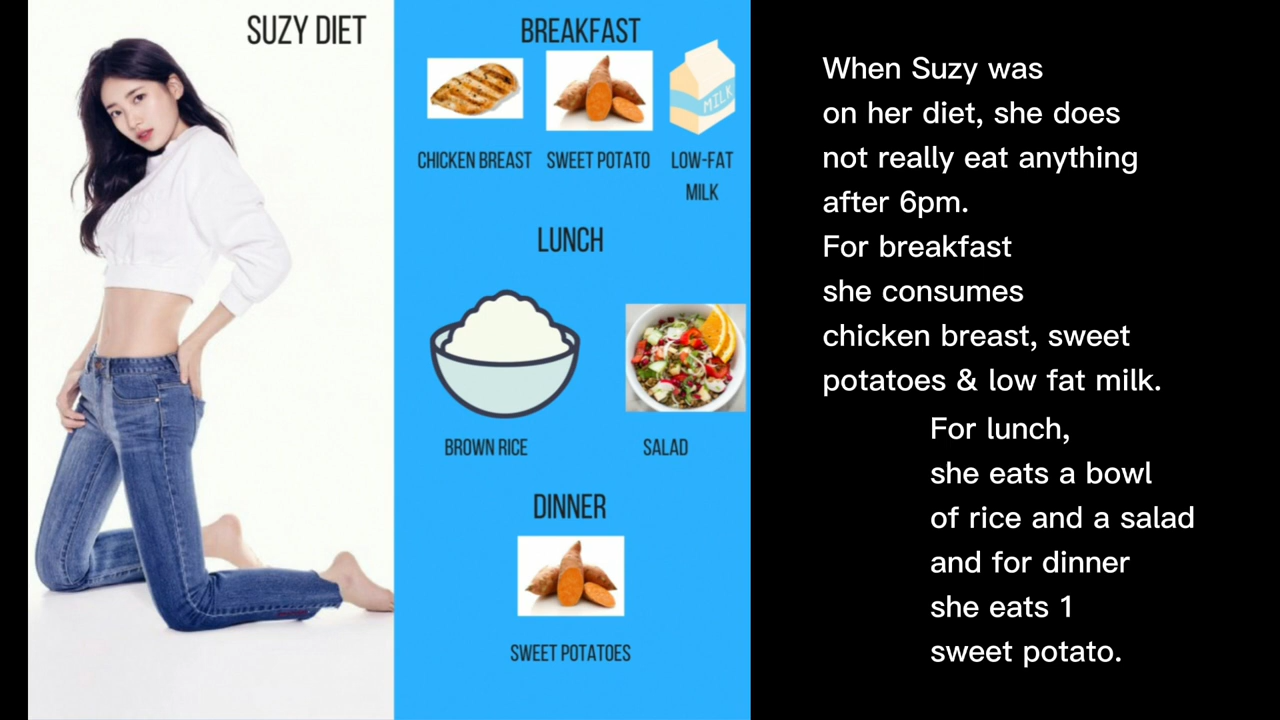 SUZY DIET
BREAKFAST
MILK
CHICKEN BREAST
SWEET POTATO
LOW-FAT
MILK
LUNCH
BROWN RICE
SALAD
DINNER
SWEET POTATOES
When Suzy was
on her diet, she does
not really eat anything
after 6pm.
For breakfast
she consumes
chicken breast, sweet
potatoes & low fat milk.
For lunch,
she eats a bowl
of rice and a salad
and for dinner
she eats 1
sweet potato.